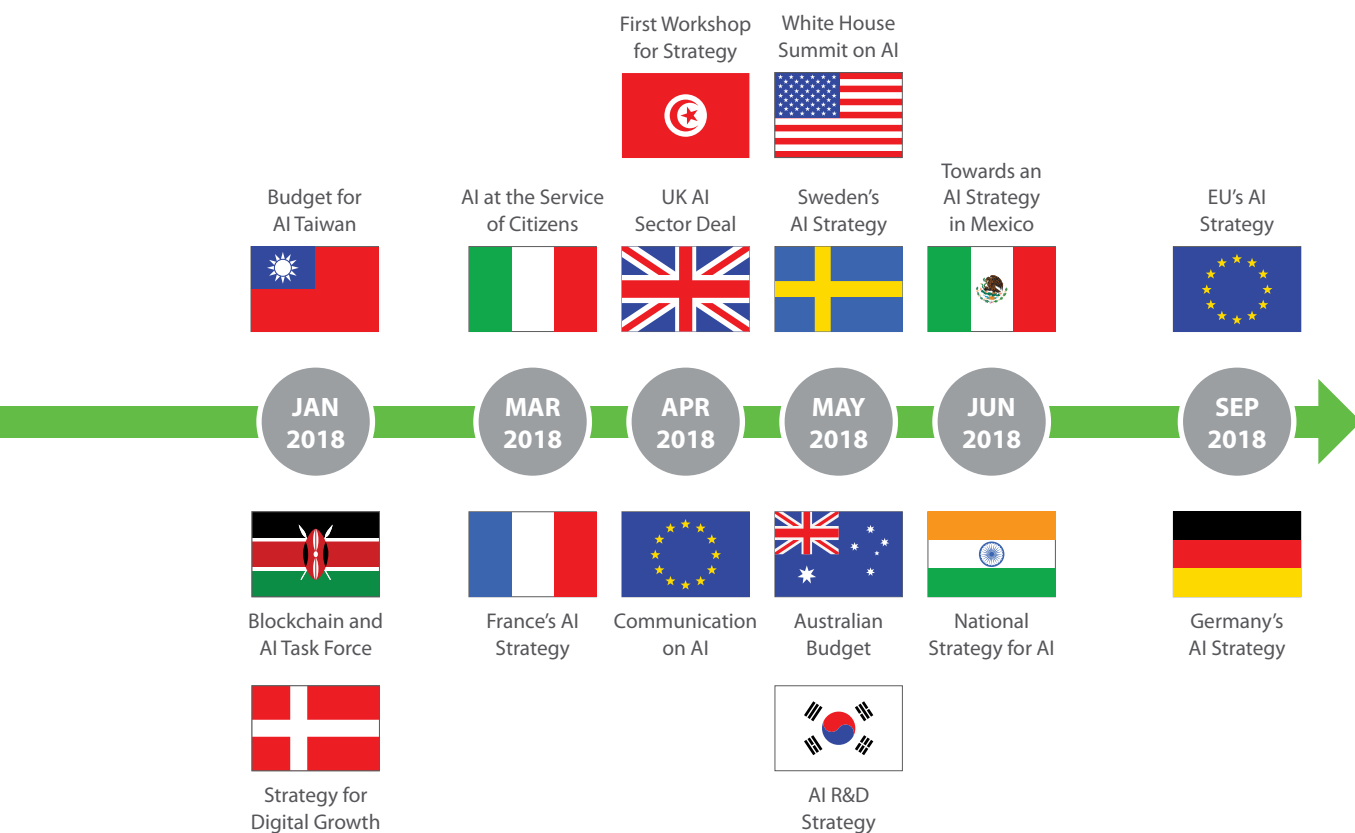 First Workshop
for Strategy
White House
Summit on AI
Budget for
AI Taiwan
AI at the Service
of Citizens
UK AI
Sector Deal
Sweden’s
AI Strategy
Towards an
AI Strategy
in Mexico
EU’s AI
Strategy
JAN
2018
MAR
2018
APR
2018
MAY
2018
JUN
2018
SEP
2018
Blockchain and
AI Task Force
France’s AI
Strategy
Communication
on AI
Australian
Budget
National
Strategy for AI
Germany’s
AI Strategy
Strategy for
Digital Growth
AI R&D
Strategy